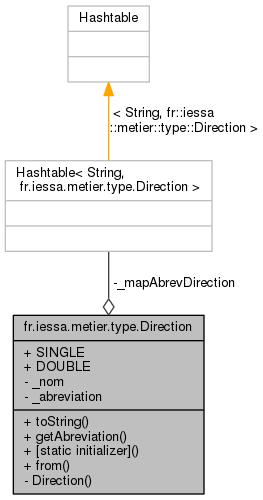 Hashtable
< String, fr::iessa
::metier::type::Direction >
Hashtable< String,
fr.iessa.metier.type.Direction >
-_mapAbrevDirection
fr.iessa.metier.type.Direction
+ SINGLE
+ DOUBLE
- _nom
- _abreviation
+ toString()
+ getAbreviation()
+ [static initializer]()
+ from()
- Direction()